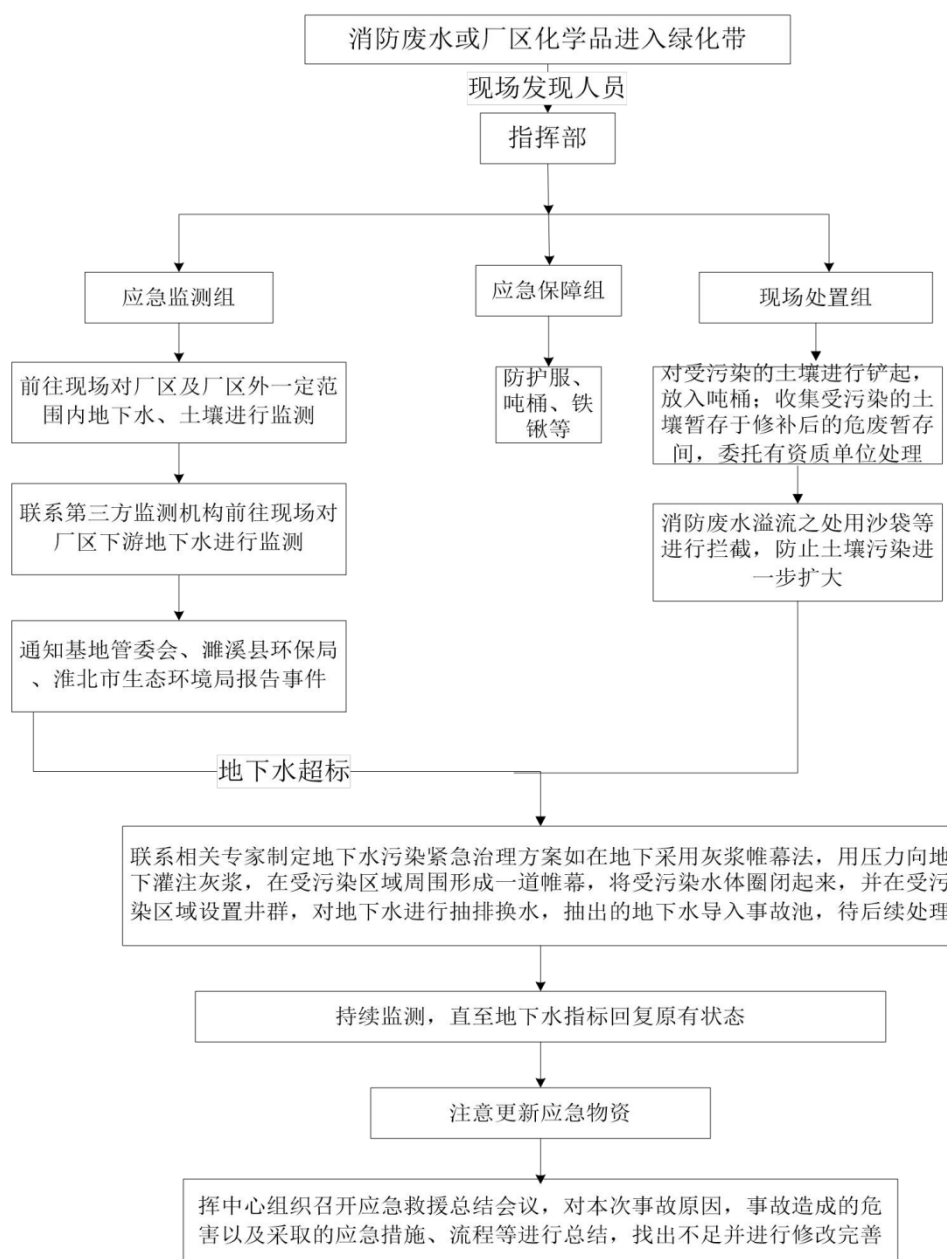 消防废水或厂区化学品进入绿化带
现场发现人员
指挥部
应急监测组
应急保障组
现场处置组
前往现场对厂区及厂区外一定范
围内地下水、土壤进行监测
防护服、
吨桶、铁
锹等
对受污染的土壤进行铲起，
放入吨桶；收集受污染的土
壤暂存于修补后的危废暂存
间，委托有资质单位处理
联系第三方监测机构前往现场对
厂区下游地下水进行监测
消防废水溢流之处用沙袋等
进行拦截，防止土壤污染进
一步扩大
通知基地管委会、濉溪县环保局
、淮北市生态环境局报告事件
地下水超标
联系相关专家制定地下水污染紧急治理方案如在地下采用灰浆帷幕法，用压力向地
下灌注灰浆，在受污染区域周围形成一道帷幕，将受污染水体圈闭起来，并在受污
染区域设置井群，对地下水进行抽排换水，抽出的地下水导入事故池，待后续处理
持续监测，直至地下水指标回复原有状态
注意更新应急物资
挥中心组织召开应急救援总结会议，对本次事故原因，事故造成的危
害以及采取的应急措施、流程等进行总结，找出不足并进行修改完善